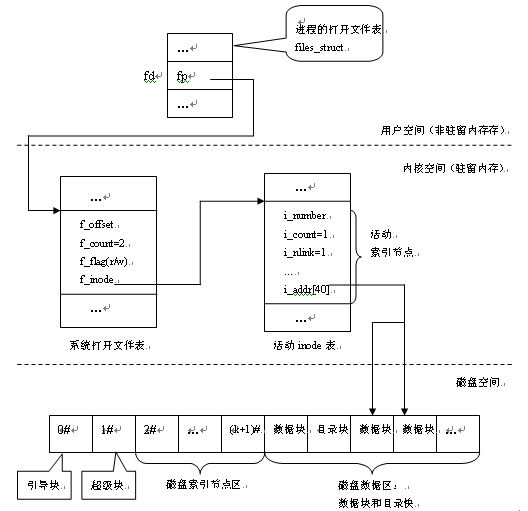 …
进程的打开文件表
files_struct
fd
fp
…
用户空间（非驻留内存存）
内核空间（驻留内存）
…
f_offset
f_count=2
f_flag(r/w)
f_inode
…
系统打开文件表
…
i_number
i_count=1
i_nlink=1
….
i_addr[40]
…
活动
索引节点
活动 inode 表
磁盘空间
0#
1#
2#
…
(k+1)#
数据块
目录块
数据块
数据块
…
引导块
超级块
磁盘索引节点区
磁盘数据区：
数据块和目录快